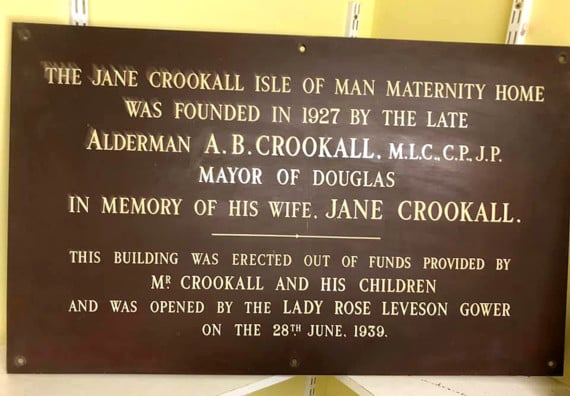 THE JANE CROOKALL ISLE OF MAN MATERNITY HOME
WAS FOUNDED IN 1927 BY THE LATE
ALDERMAN A.B.CROOKALL, M.L.C., C.P., J.P.
MAYOR OF DOUGLAS
IN MEMORY OF HIS WIFE, JANE CROOKALL.
THIS BUILDING WAS ERECTED OUT OF FUNDS PROVIDED BY
MR CROOKALL AND HIS CHILDREN
AND WAS OPENED BY THE LADY ROSE LEVESON GOWER
ON THE 28TH JUNE, 1939.